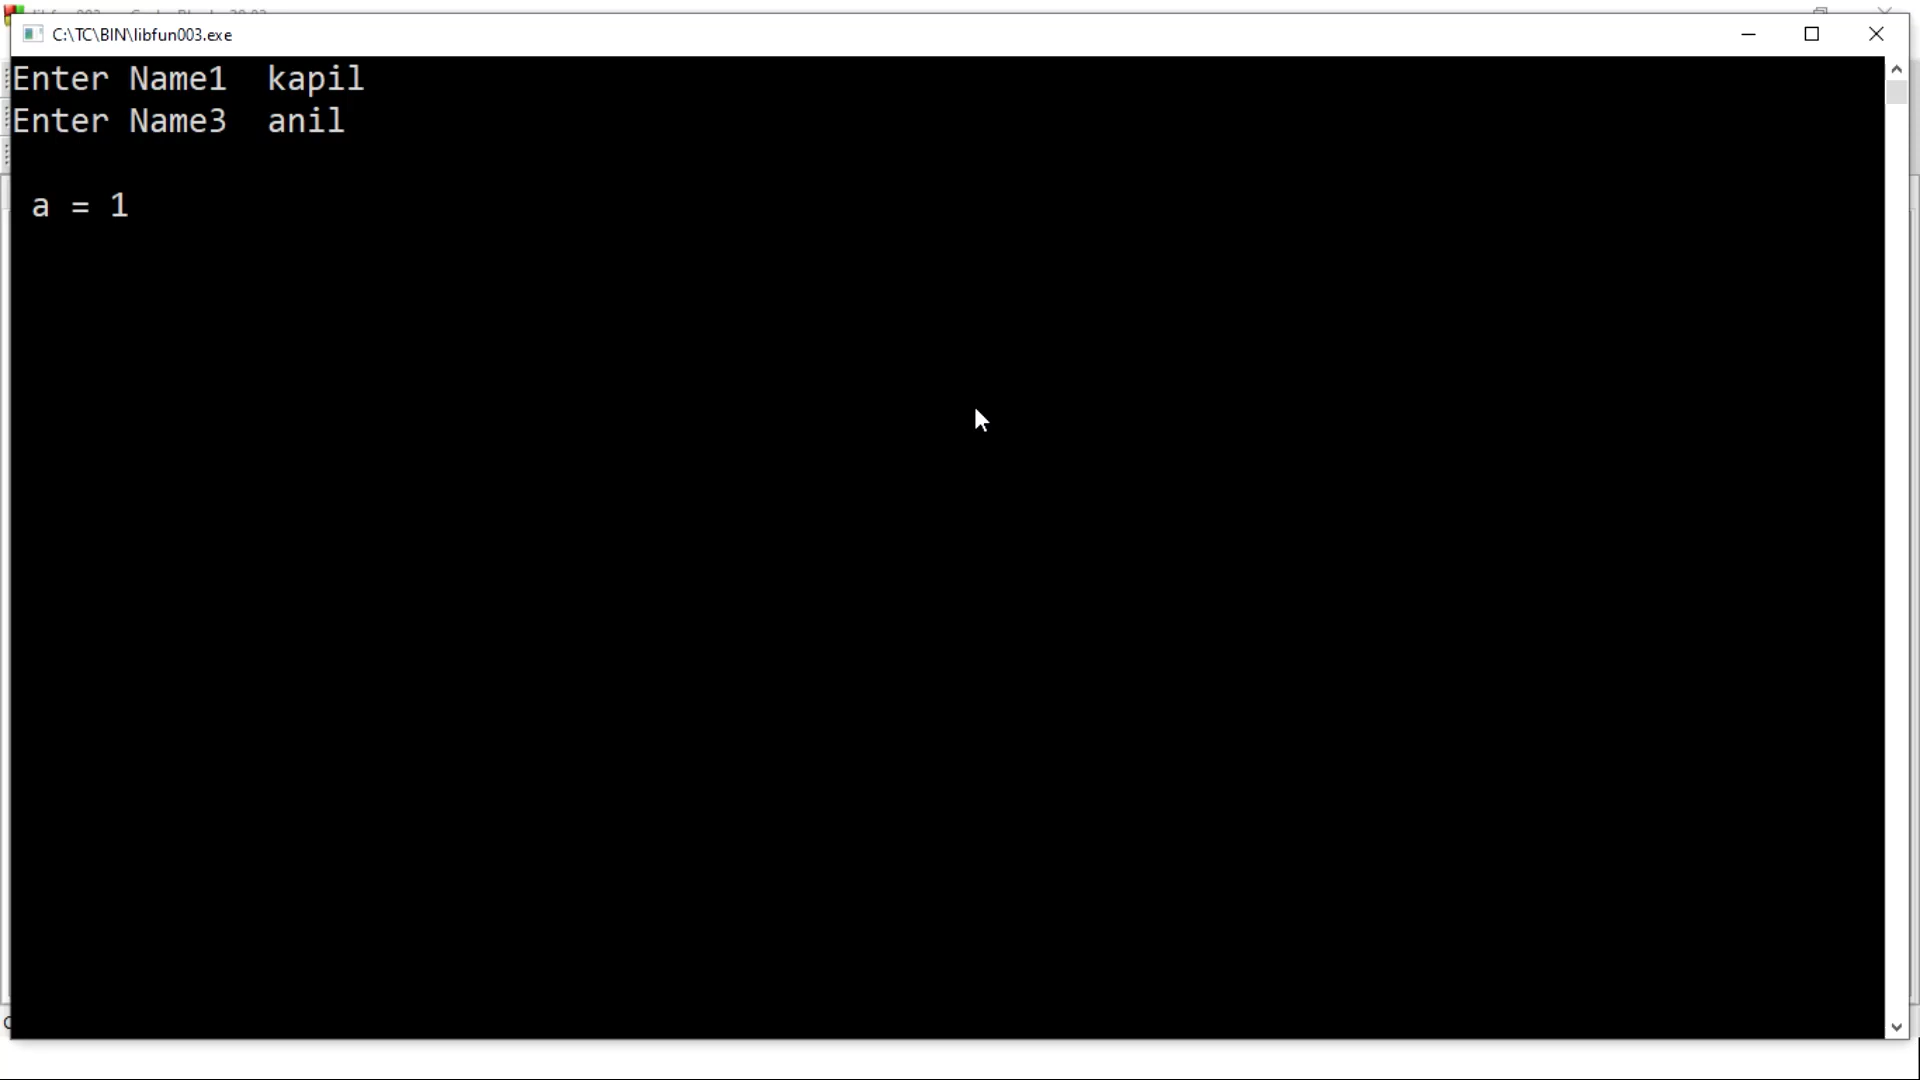 C:\TC\BIN\libfun003.exe
Enter Name1  kapil
Enter Name3  anil
a = 1